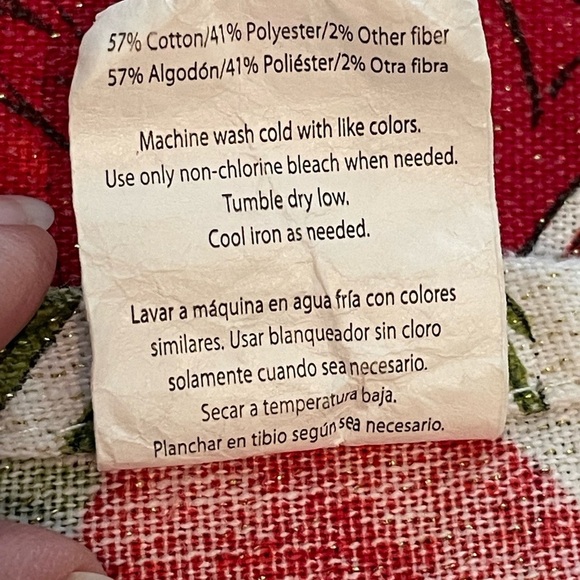 57% Cotton/41% Polyester/2% Other fiber
57% Algodón/41% Poliéster/2% Otra fibra
Machine wash cold with like colors.
Use only non-chlorine bleach when needed.
Tumble dry low.
Cool iron as needed.
Lavar a máquina en agua fría con colores
similares. Usar blanqueador sin cloro
solamente cuando sea necesario.
Secar a temperatura baja.
Planchar en tibio según sea necesario.